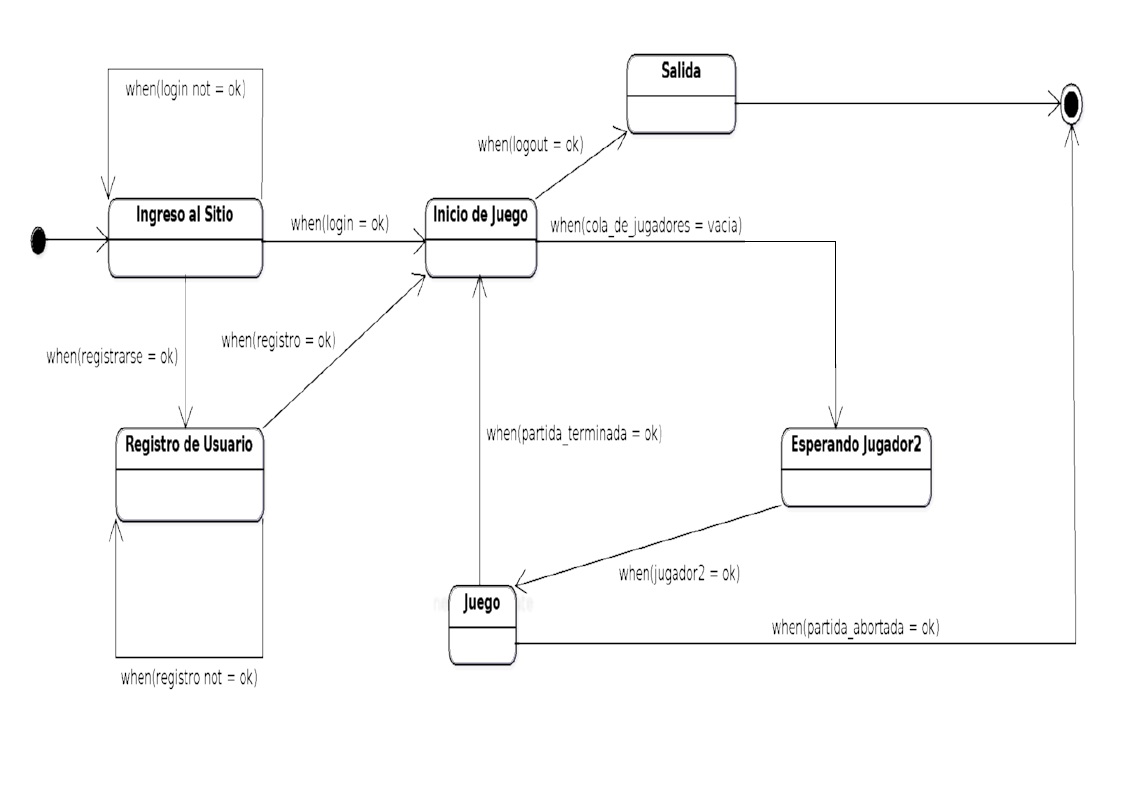 Salida
when(login not = ok)
when(logout = ok)
Ingreso al Sitio
Inicio de Juego
when(login = ok)
when(cola_de_jugadores = vacia)
when(registro = ok)
when(registrarse = ok)
Registro de Usuario
when(partida_terminada = ok)
Esperando Jugador2
when(jugador2 = ok)
Juego
when(partida_abortada = ok)
when(registro not = ok)